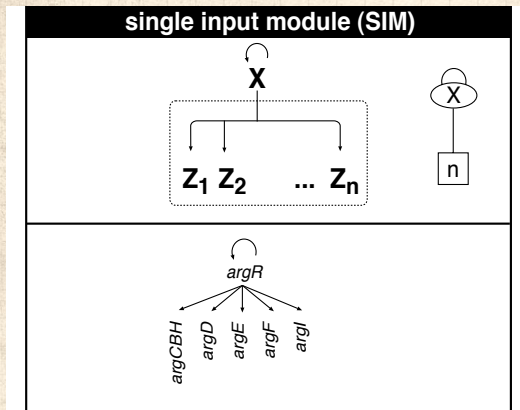 single input module (SIM)
X
X
Z1 Z2 ... Zn
n
argR
argCBH
argD
argE
argF
argI